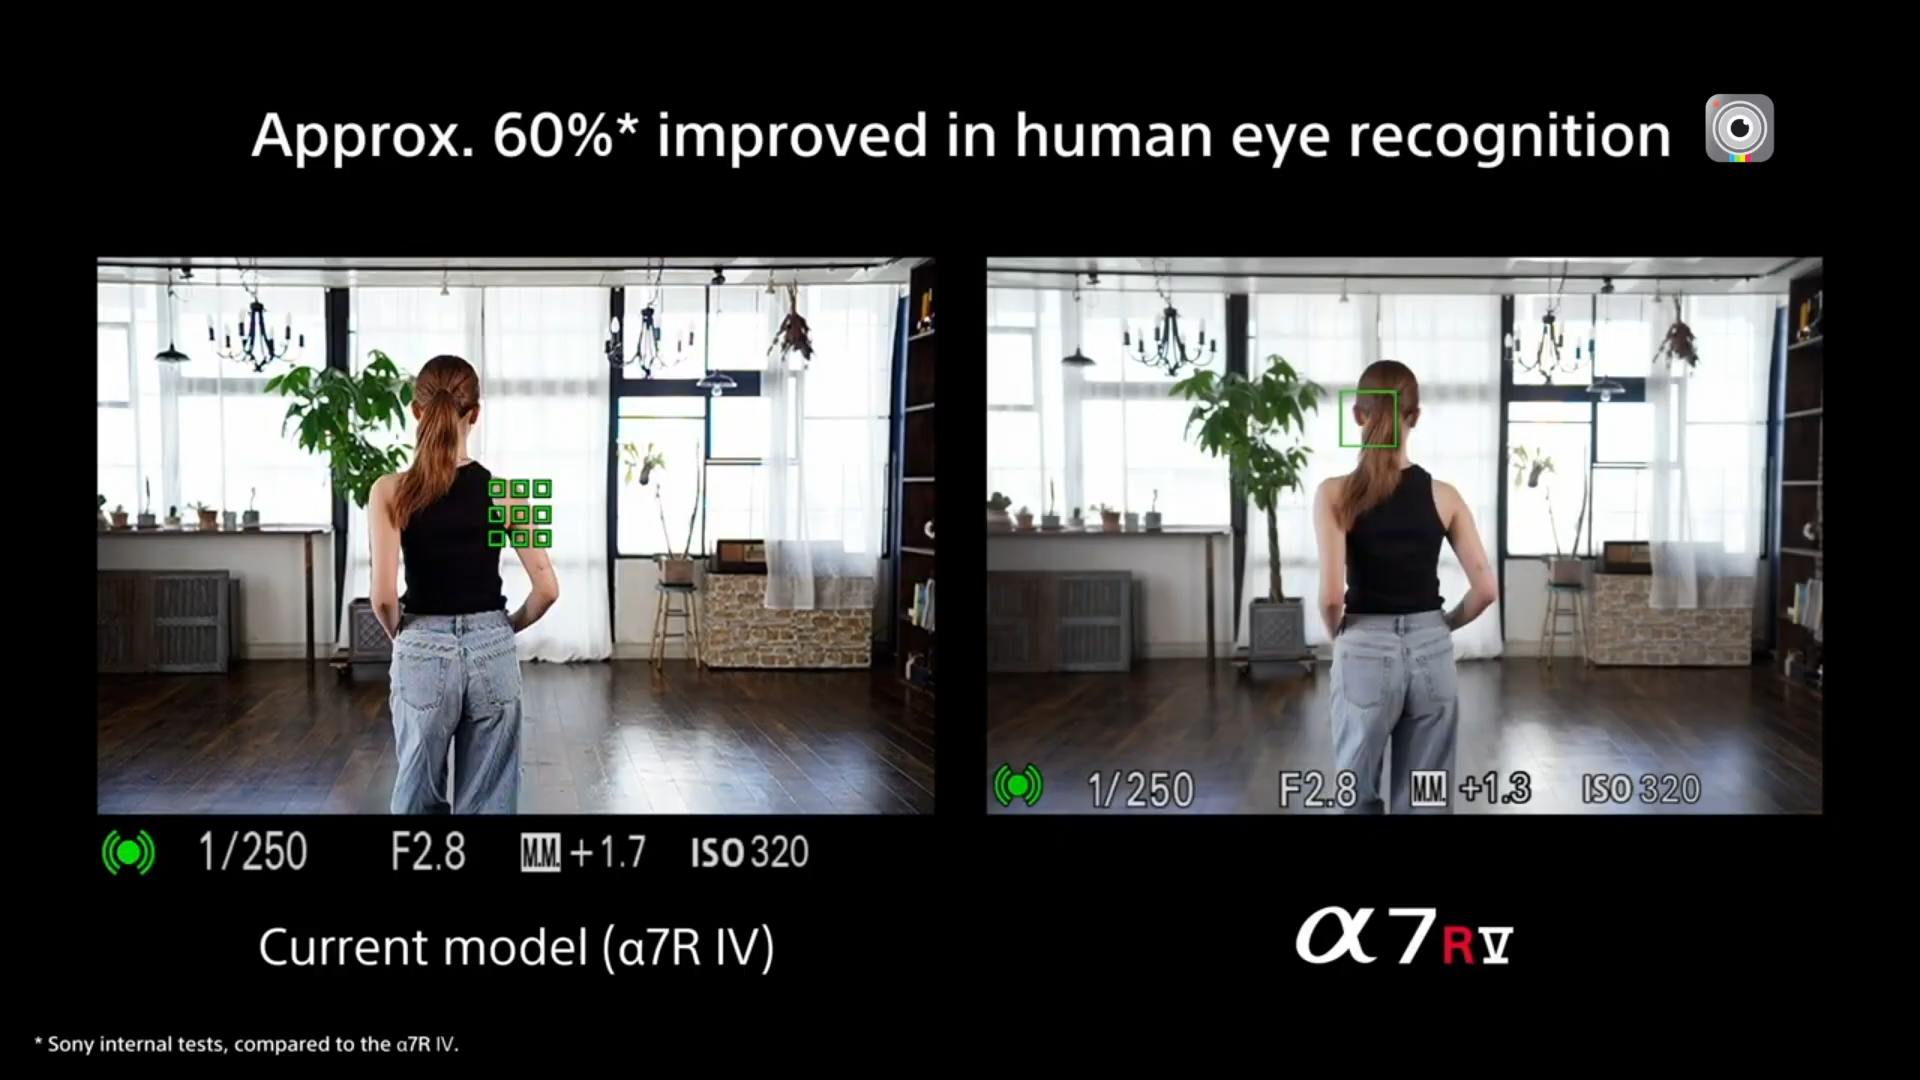 Approx. 60%* improved in human eye recognition
1/250 F2.8 M.M. +1.7 ISO 320
1/250 F2.8 M.M. +1.3 ISO 320
Current model (α7R IV)
α7RV
* Sony internal tests, compared to the α7R IV.